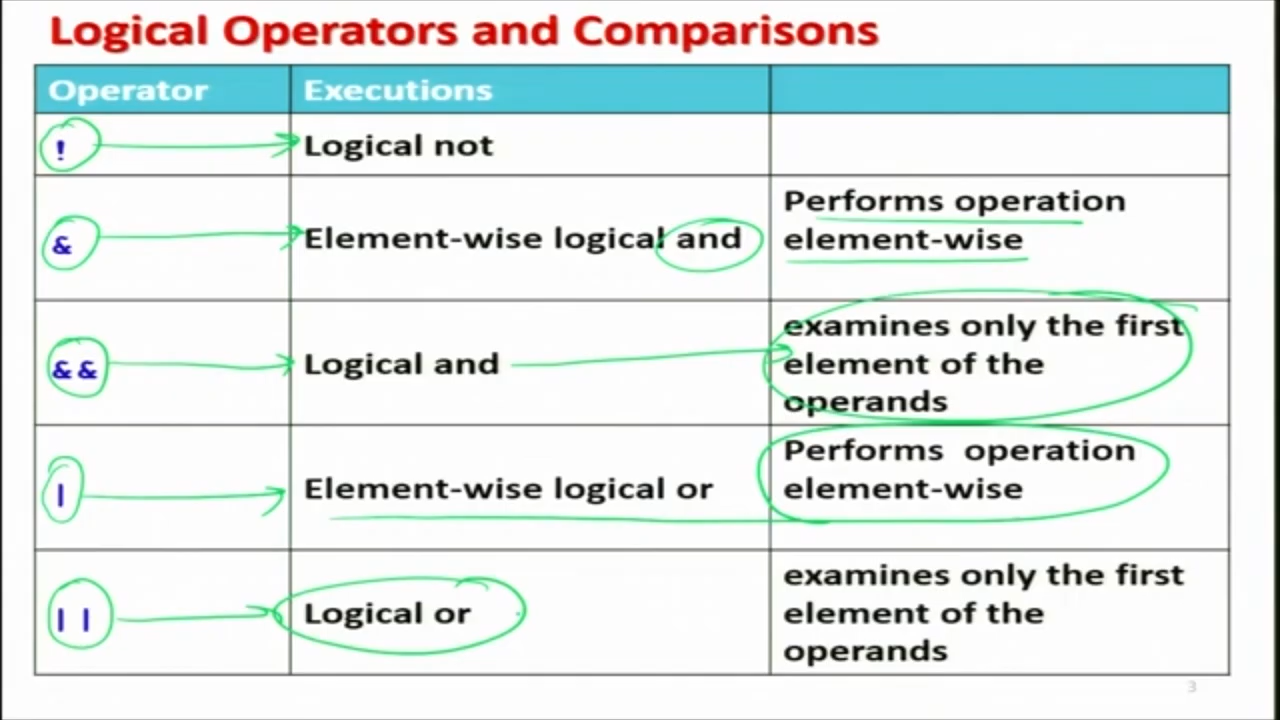 Logical Operators and Comparisons
Operator Executions
! Logical not
& Element-wise logical and Performs operation
element-wise
&& Logical and examines only the first
element of the
operands
| Element-wise logical or Performs operation
element-wise
| | Logical or examines only the first
element of the
operands
3